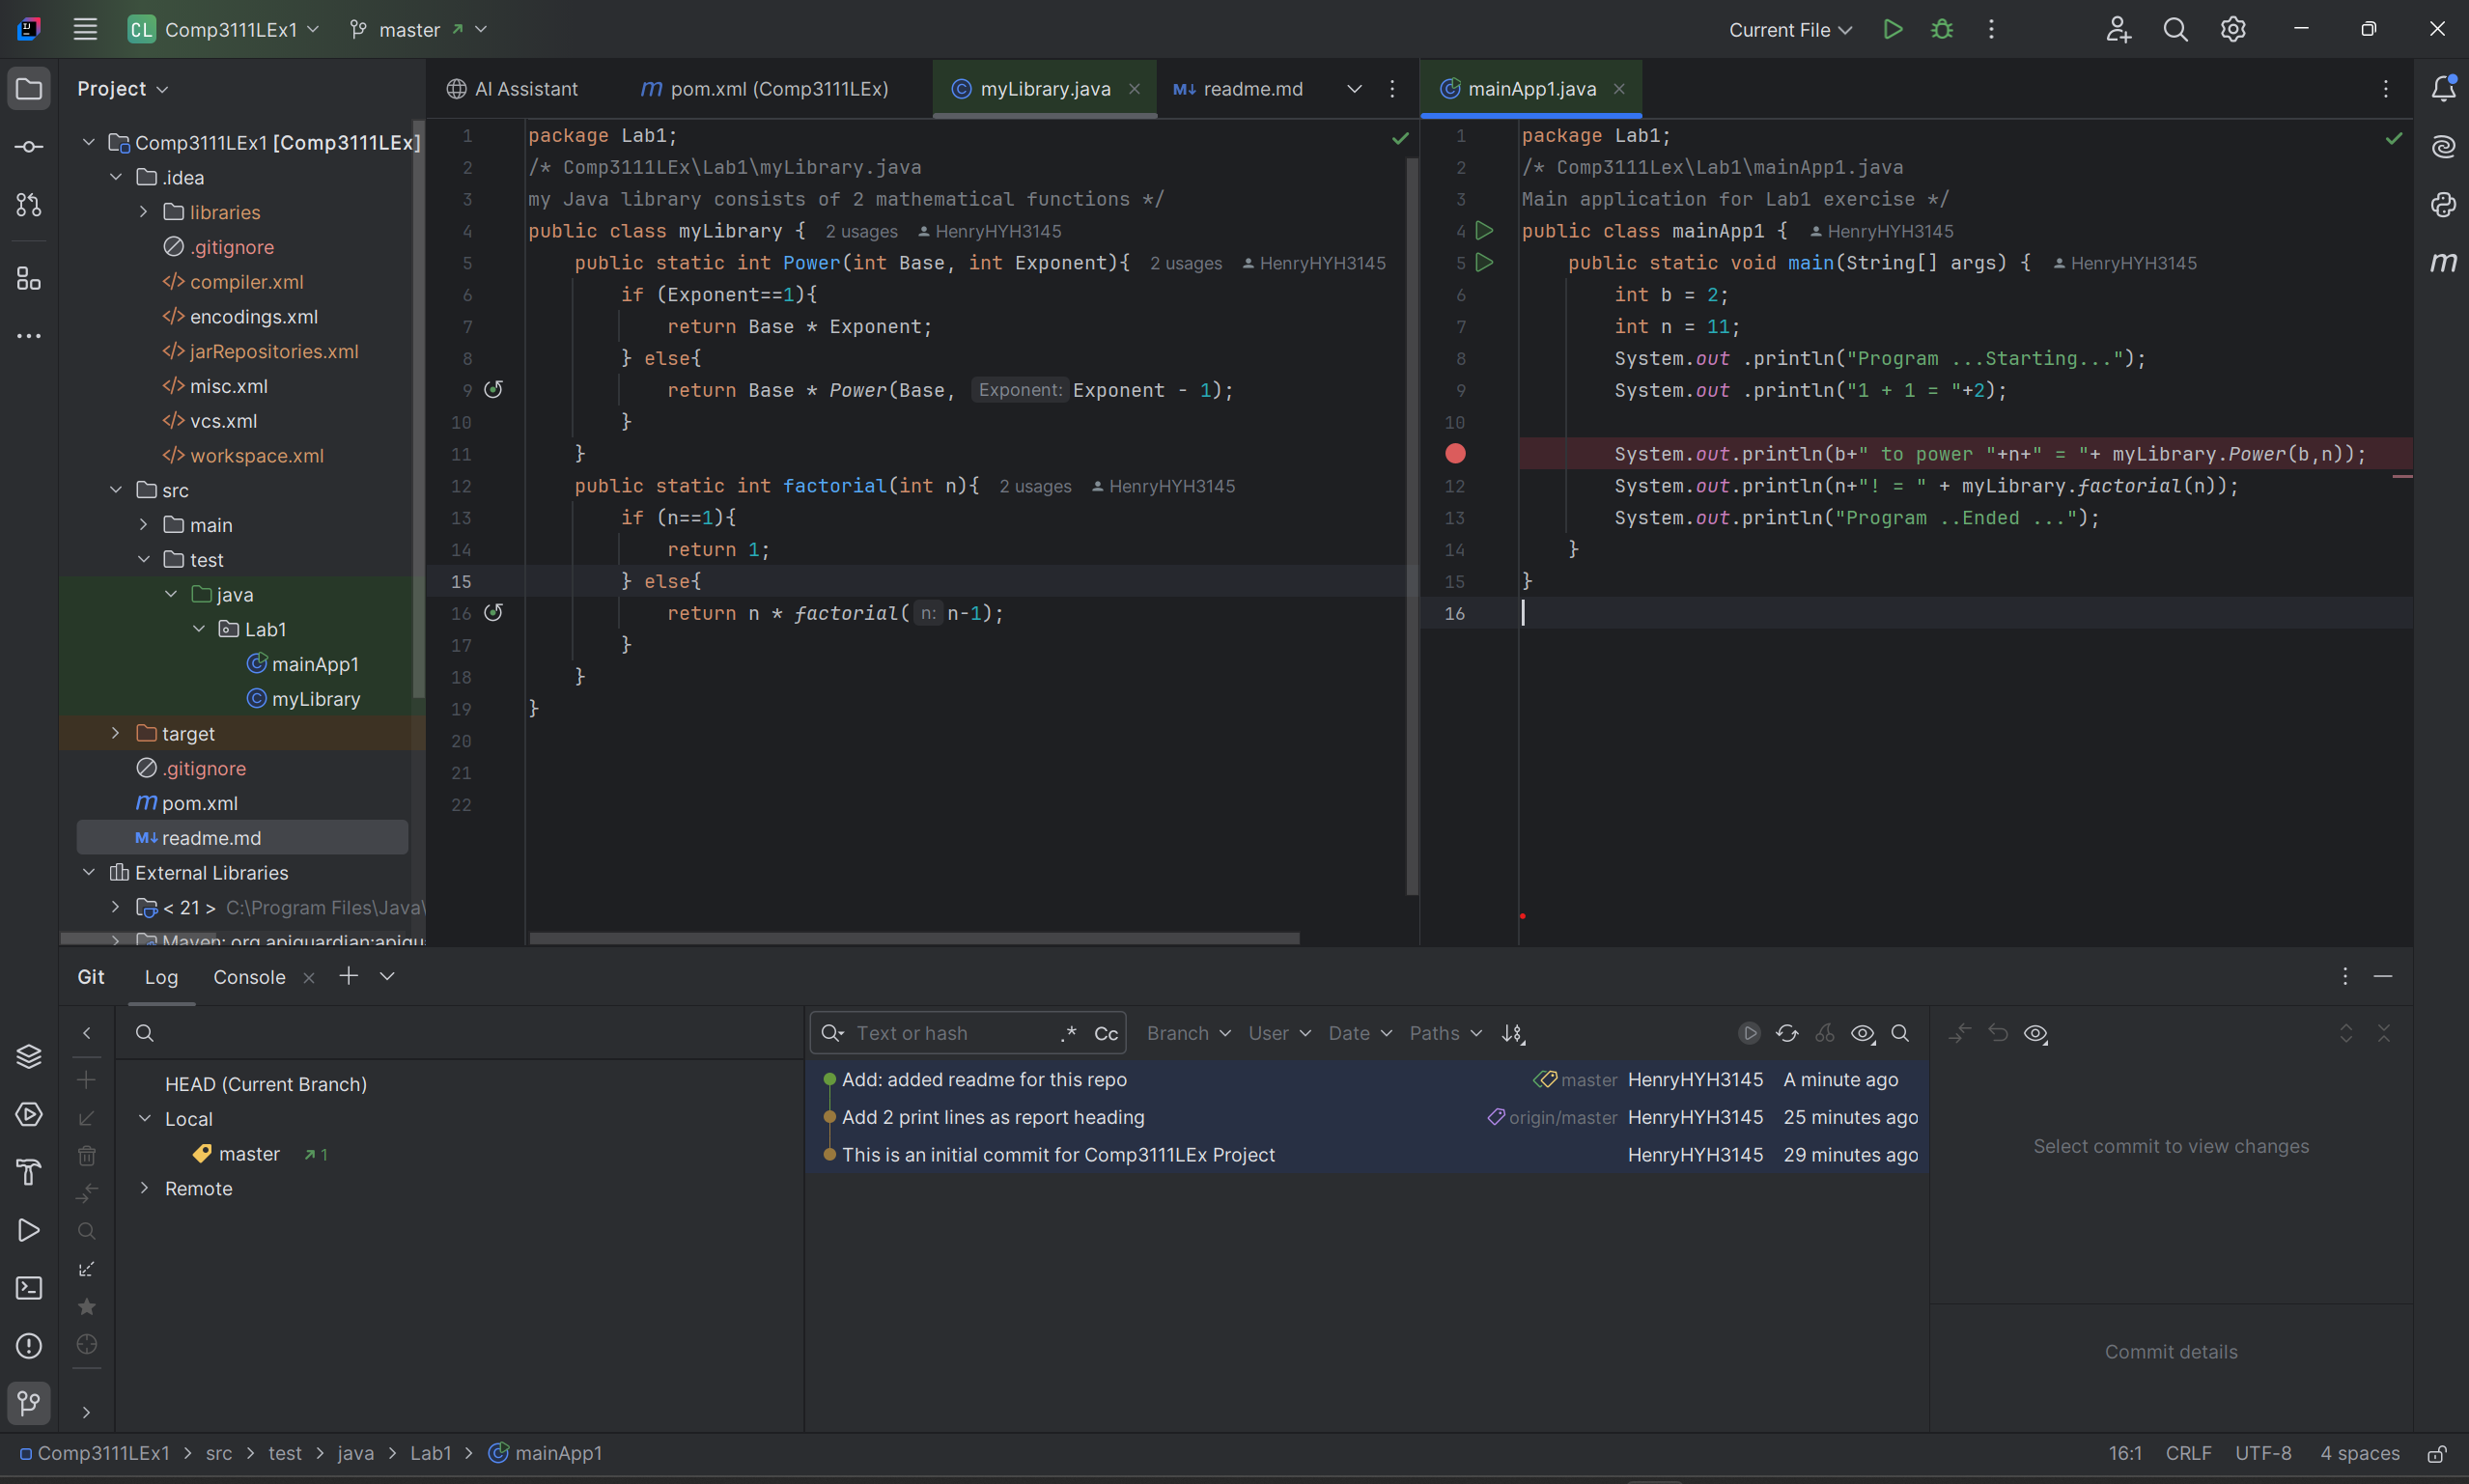 CL Comp3111LEx1 master Current File
Project
Comp3111LEx1 [Comp3111LEx]
.idea
libraries
.gitignore
compiler.xml
encodings.xml
jarRepositories.xml
misc.xml
vcs.xml
workspace.xml
src
main
test
java
Lab1
mainApp1
myLibrary
target
.gitignore
pom.xml
readme.md
External Libraries
< 21 > C:\Program Files\Java\
Maven: org.apiguardian:apigu
AI Assistant pom.xml (Comp3111LEx) myLibrary.java readme.md
1 package Lab1;
2 /* Comp3111LEx\Lab1\myLibrary.java
3 my Java library consists of 2 mathematical functions */
4 public class myLibrary { 2 usages HenryHYH3145
5 public static int Power(int Base, int Exponent){ 2 usages HenryHYH3145
6 if (Exponent==1){
7 return Base * Exponent;
8 } else{
9 return Base * Power(Base, Exponent: Exponent - 1);
10 }
11 }
12 public static int factorial(int n){ 2 usages HenryHYH3145
13 if (n==1){
14 return 1;
15 } else{
16 return n * factorial( n: n-1);
17 }
18 }
19 }
20
21
22
mainApp1.java
1 package Lab1;
2 /* Comp3111Lex\Lab1\mainApp1.java
3 Main application for Lab1 exercise */
4 public class mainApp1 { HenryHYH3145
5 public static void main(String[] args) { HenryHYH3145
6 int b = 2;
7 int n = 11;
8 System.out .println("Program ...Starting...");
9 System.out .println("1 + 1 = "+2);
10
System.out.println(b+" to power "+n+" = "+ myLibrary.Power(b,n));
12 System.out.println(n+"! = " + myLibrary.factorial(n));
13 System.out.println("Program ..Ended ...");
14 }
15 }
16
Git Log Console
HEAD (Current Branch)
Local
master 1
Remote
Text or hash .* Cc Branch User Date Paths
Add: added readme for this repo master HenryHYH3145 A minute ago
Add 2 print lines as report heading origin/master HenryHYH3145 25 minutes ago
This is an initial commit for Comp3111LEx Project HenryHYH3145 29 minutes ago
Select commit to view changes
Commit details
Comp3111LEx1 > src > test > java > Lab1 > mainApp1 16:1 CRLF UTF-8 4 spaces